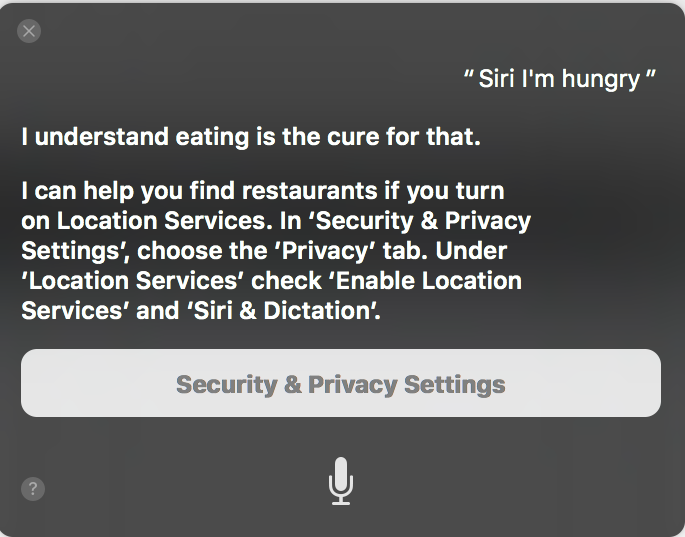 “ Siri I'm hungry ”
I understand eating is the cure for that.
I can help you find restaurants if you turn
on Location Services. In ‘Security & Privacy
Settings’, choose the ’Privacy’ tab. Under
’Location Services’ check ‘Enable Location
Services’ and ‘Siri & Dictation’.
Security & Privacy Settings
?